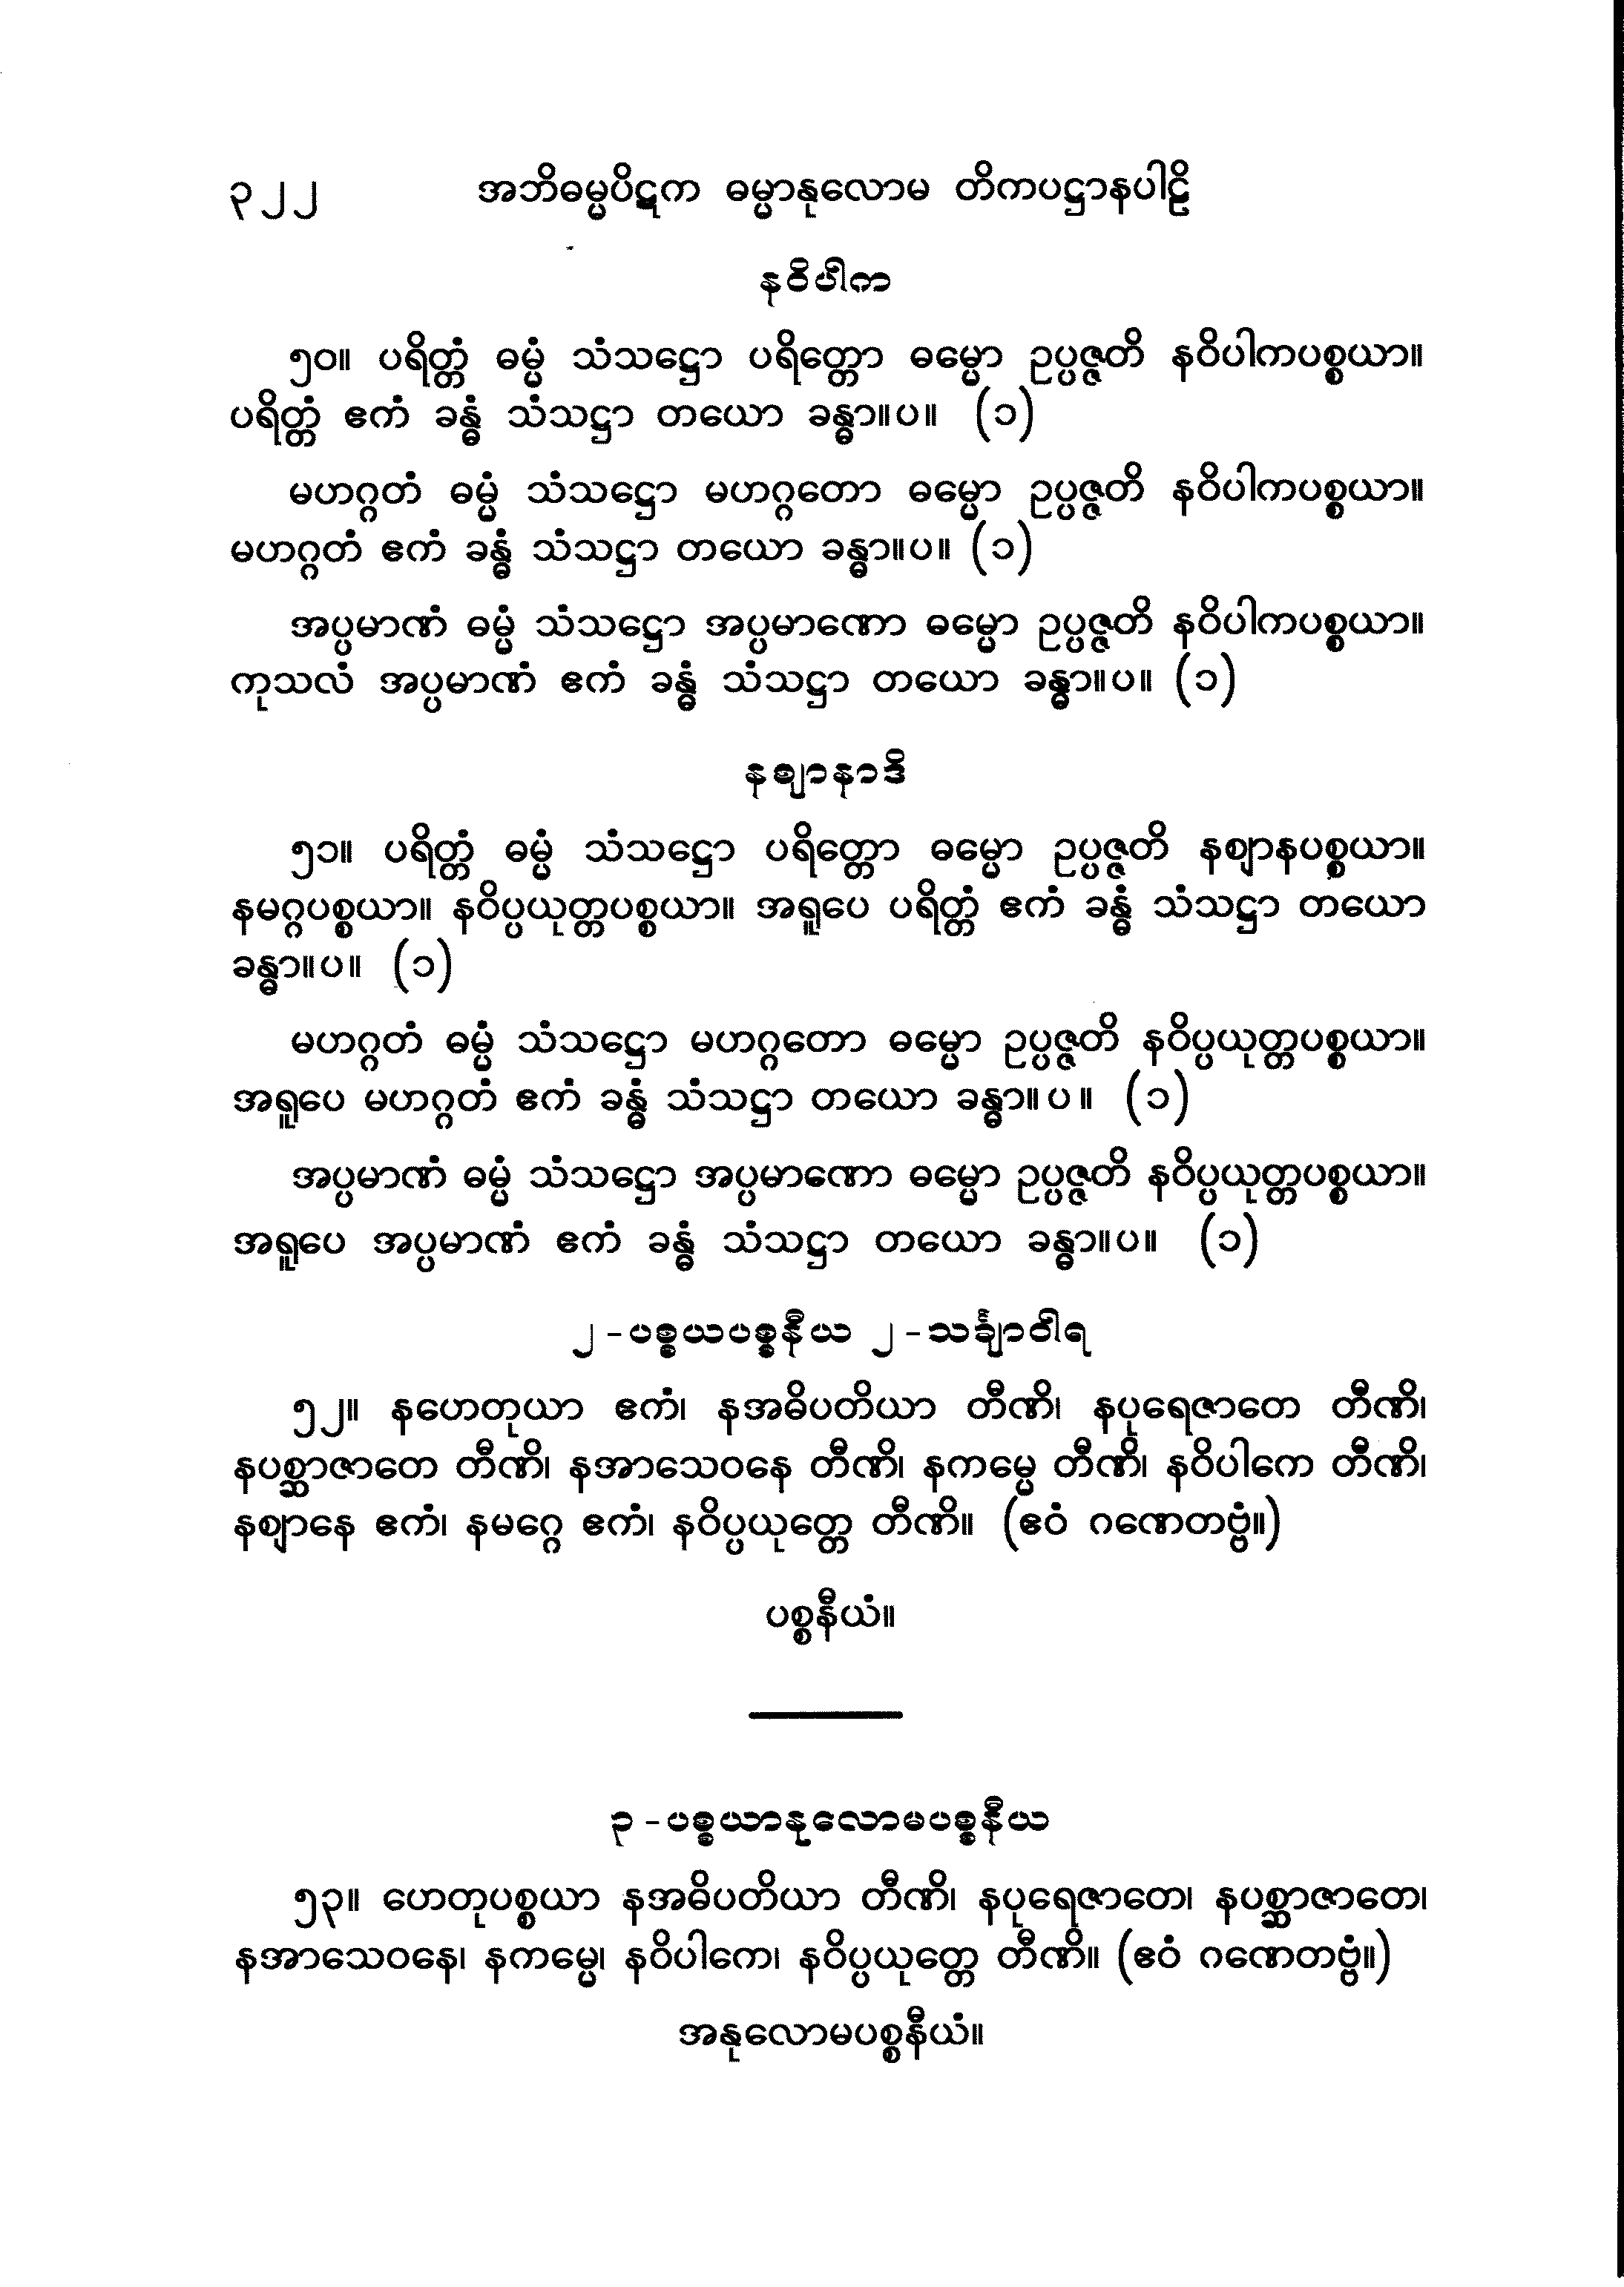 ၃၂၂ အဘိဓမ္မပိဋက ဓမ္မာနုလောမ တိကပဋ္ဌာနပါဠိ
နဝိပါက
၅၀။ ပရိတ္တံ ဓမ္မံ သံသဋ္ဌော ပရိတ္တော ဓမ္မော ဥပ္ပဇ္ဇတိ နဝိပါကပစ္စယာ။
ပရိတ္တံ ဧကံ ခန္ဓံ သံသဋ္ဌာ တယော ခန္ဓာ။ပ။ (၁)
မဟဂ္ဂတံ ဓမ္မံ သံသဋ္ဌော မဟဂ္ဂတော ဓမ္မော ဥပ္ပဇ္ဇတိ နဝိပါကပစ္စယာ။
မဟဂ္ဂတံ ဧကံ ခန္ဓံ သံသဋ္ဌာ တယော ခန္ဓာ။ပ။ (၁)
အပ္ပမာဏံ ဓမ္မံ သံသဋ္ဌော အပ္ပမာဏော ဓမ္မော ဥပ္ပဇ္ဇတိ နဝိပါကပစ္စယာ။
ကုသလံ အပ္ပမာဏံ ဧကံ ခန္ဓံ သံသဋ္ဌာ တယော ခန္ဓာ။ပ။ (၁)
နဈာနာဒိ
၅၁။ ပရိတ္တံ ဓမ္မံ သံသဋ္ဌော ပရိတ္တော ဓမ္မော ဥပ္ပဇ္ဇတိ နဈာနပစ္စယာ။
နမဂ္ဂပစ္စယာ။ နဝိပ္ပယုတ္တပစ္စယာ။ အရူပေ ပရိတ္တံ ဧကံ ခန္ဓံ သံသဋ္ဌာ တယော
ခန္ဓာ။ပ။ (၁)
မဟဂ္ဂတံ ဓမ္မံ သံသဋ္ဌော မဟဂ္ဂတော ဓမ္မော ဥပ္ပဇ္ဇတိ နဝိပ္ပယုတ္တပစ္စယာ။
အရူပေ မဟဂ္ဂတံ ဧကံ ခန္ဓံ သံသဋ္ဌာ တယော ခန္ဓာ။ပ။ (၁)
အပ္ပမာဏံ ဓမ္မံ သံသဋ္ဌော အပ္ပမာဏော ဓမ္မော ဥပ္ပဇ္ဇတိ နဝိပ္ပယုတ္တပစ္စယာ။
အရူပေ အပ္ပမာဏံ ဧကံ ခန္ဓံ သံသဋ္ဌာ တယော ခန္ဓာ။ပ။ (၁)
၂-ပစ္စယပစ္စနီယ ၂-သင်္ချာဝါရ
၅၂။ နဟေတုယာ ဧကံ၊ နအဓိပတိယာ တီဏိ၊ နပုရေဇာတေ တီဏိ၊
နပစ္ဆာဇာတေ တီဏိ၊ နအာသေဝနေ တီဏိ၊ နကမ္မေ တီဏိ၊ နဝိပါကေ တီဏိ၊
နဈာနေ ဧကံ၊ နမဂ္ဂေ ဧကံ၊ နဝိပ္ပယုတ္တေ တီဏိ။ (ဧဝံ ဂဏေတဗ္ဗံ။)
ပစ္စနီယံ။
၃-ပစ္စယာနုလောမပစ္စနီယ
၅၃။ ဟေတုပစ္စယာ နအဓိပတိယာ တီဏိ၊ နပုရေဇာတေ၊ နပစ္ဆာဇာတေ၊
နအာသေဝနေ၊ နကမ္မေ၊ နဝိပါကေ၊ နဝိပ္ပယုတ္တေ တီဏိ။ (ဧဝံ ဂဏေတဗ္ဗံ။)
အနုလောမပစ္စနီယံ။